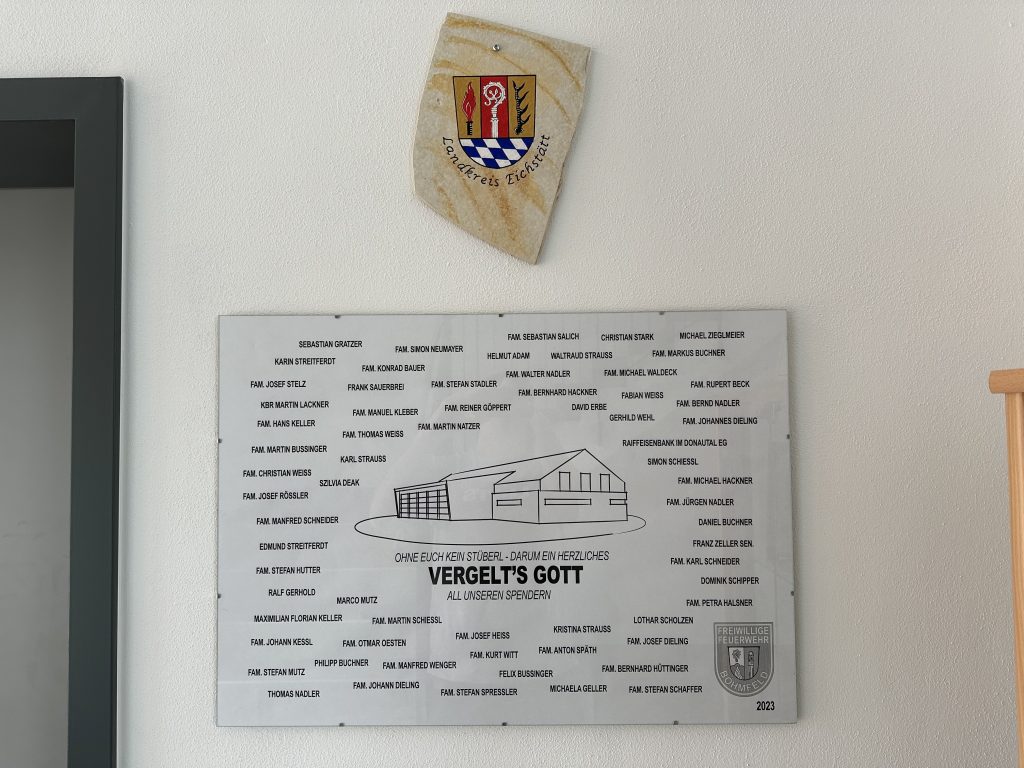 Landkreis Eichstätt
FAM. SEBASTIAN SALICH
CHRISTIAN STARK
MICHAEL ZIEGLMEIER
SEBASTIAN GRATZER
FAM. SIMON NEUMAYER
HELMUT ADAM
WALTRAUD STRAUSS
FAM. MARKUS BUCHNER
KARIN STREITFERDT
FAM. KONRAD BAUER
FAM. WALTER NADLER
FAM. MICHAEL WALDECK
FAM. JOSEF STELZ
FRANK SAUERBREI
FAM. STEFAN STADLER
FAM. BERNHARD HACKNER
FABIAN WEISS
FAM. RUPERT BECK
KBR MARTIN LACKNER
FAM. MANUEL KLEBER
FAM. REINER GÖPPERT
DAVID ERBE
GERHILD WEHL
FAM. BERND NADLER
FAM. HANS KELLER
FAM. THOMAS WEISS
FAM. MARTIN NATZER
FAM. JOHANNES DIELING
FAM. MARTIN BUSSINGER
KARL STRAUSS
RAIFFEISENBANK IM DONAUTAL EG
SIMON SCHIESSL
FAM. CHRISTIAN WEISS
SZILVIA DEAK
FAM. MICHAEL HACKNER
FAM. JOSEF RÖSSLER
FAM. JÜRGEN NADLER
FAM. MANFRED SCHNEIDER
DANIEL BUCHNER
EDMUND STREITFERDT
FRANZ ZELLER SEN.
OHNE EUCH KEIN STÜBERL - DARUM EIN HERZLICHES
VERGELT'S GOTT
ALL UNSEREN SPENDERN
FAM. STEFAN HUTTER
FAM. KARL SCHNEIDER
RALF GERHOLD
MARCO MUTZ
DOMINIK SCHIPPER
FAM. PETRA HALSNER
MAXIMILIAN FLORIAN KELLER
FAM. MARTIN SCHIESSL
KRISTINA STRAUSS
LOTHAR SCHOLZEN
FAM. JOHANN KESSL
FAM. OTMAR OESTEN
FAM. JOSEF HEISS
FAM. KURT WITT
FAM. ANTON SPÄTH
FAM. JOSEF DIELING
FAM. STEFAN MUTZ
PHILIPP BUCHNER
FAM. MANFRED WENGER
FELIX BUSSINGER
FAM. BERNHARD HÜTTINGER
THOMAS NADLER
FAM. JOHANN DIELING
FAM. STEFAN SPRESSLER
MICHAELA GELLER
FAM. STEFAN SCHAFFER
FREIWILLIGE
FEUERWEHR
BÖHMFELD
2023